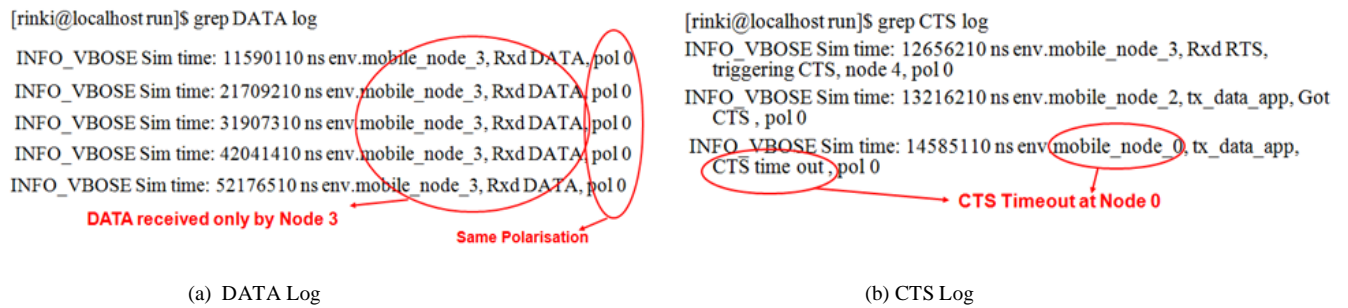 [rinki@localhost run]$ grep DATA log
INFO_VBOSE Sim time: 11590110 ns env.mobile_node_3, Rxd DATA, pol 0
INFO_VBOSE Sim time: 21709210 ns env.mobile_node_3, Rxd DATA, pol 0
INFO_VBOSE Sim time: 31907310 ns env.mobile_node_3, Rxd DATA, pol 0
INFO_VBOSE Sim time: 42041410 ns env.mobile_node_3, Rxd DATA, pol 0
INFO_VBOSE Sim time: 52176510 ns env.mobile_node_3, Rxd DATA, pol 0
DATA received only by Node 3
Same Polarisation
(a) DATA Log
[rinki@localhost run]$ grep CTS log
INFO_VBOSE Sim time: 12656210 ns env.mobile_node_3, Rxd RTS,
triggering CTS, node 4, pol 0
INFO_VBOSE Sim time: 13216210 ns env.mobile_node_2, tx_data_app, Got
CTS , pol 0
INFO_VBOSE Sim time: 14585110 ns env.mobile_node_0, tx_data_app,
CTS time out , pol 0
CTS Timeout at Node 0
(b) CTS Log